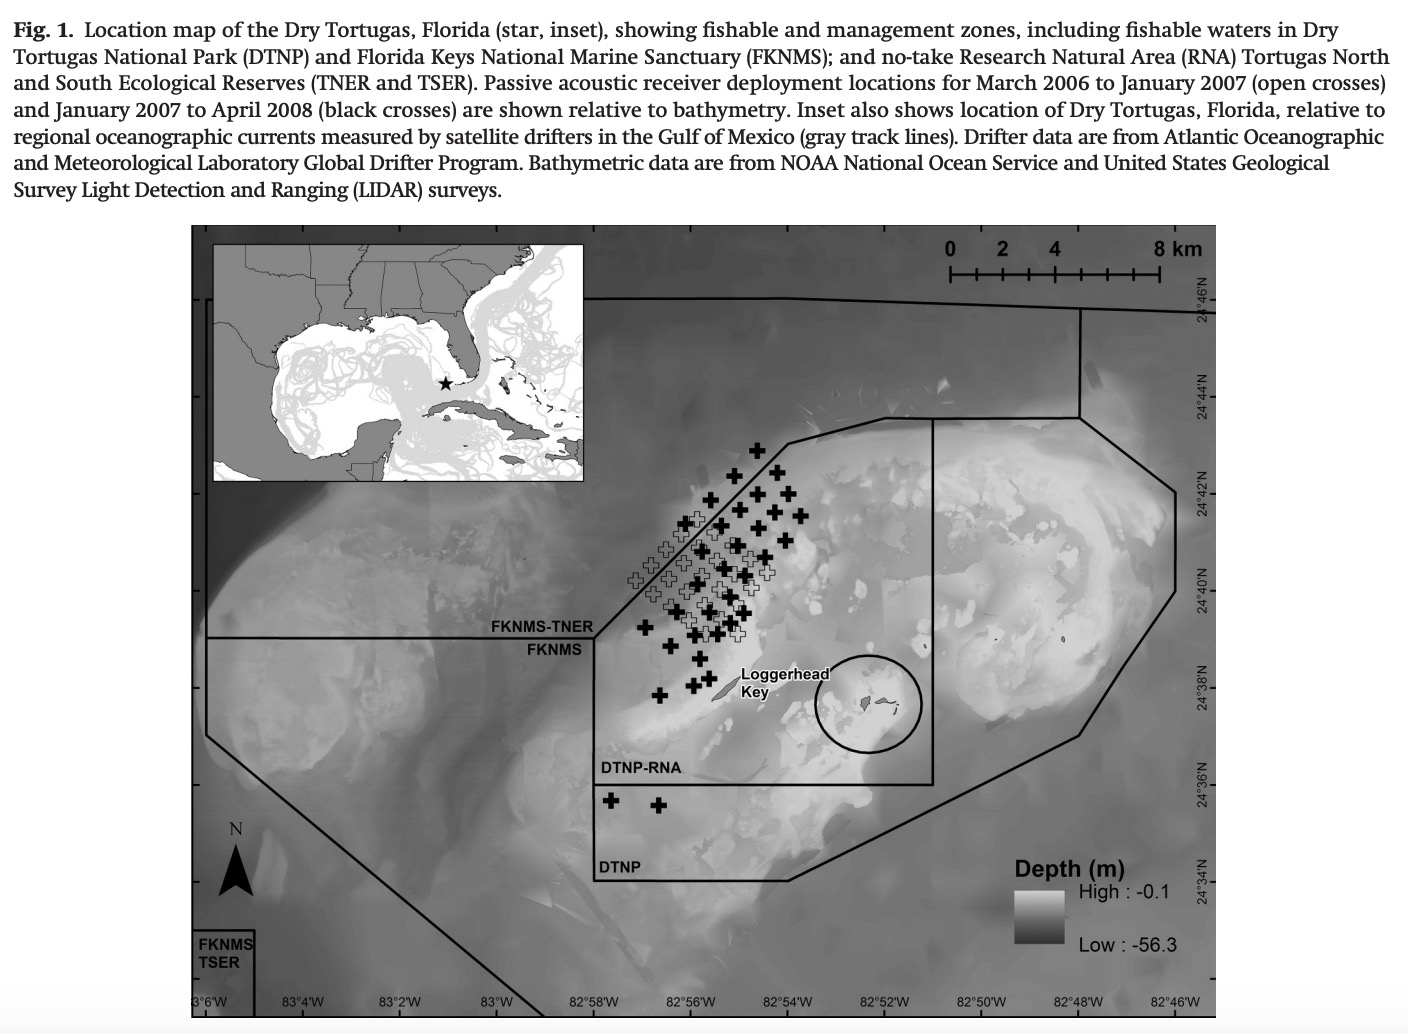 Fig. 1. Location map of the Dry Tortugas, Florida (star, inset), showing fishable and management zones, including fishable waters in Dry
Tortugas National Park (DTNP) and Florida Keys National Marine Sanctuary (FKNMS); and no-take Research Natural Area (RNA) Tortugas North
and South Ecological Reserves (TNER and TSER). Passive acoustic receiver deployment locations for March 2006 to January 2007 (open crosses)
and January 2007 to April 2008 (black crosses) are shown relative to bathymetry. Inset also shows location of Dry Tortugas, Florida, relative to
regional oceanographic currents measured by satellite drifters in the Gulf of Mexico (gray track lines). Drifter data are from Atlantic Oceanographic
and Meteorological Laboratory Global Drifter Program. Bathymetric data are from NOAA National Ocean Service and United States Geological
Survey Light Detection and Ranging (LIDAR) surveys.
0 2 4 8 km
24°46'N
24°44'N
24°42'N
24°40'N
FKNMS-TNER
FKNMS
Loggerhead
Key
24°38'N
DTNP-RNA
24°36'N
N
DTNP
24°34'N
Depth (m)
High : -0.1
Low : -56.3
FKNMS
TSER
3°6'W 83°4'W 83°2'W 83°W 82°58'W 82°56'W 82°54'W 82°52'W 82°50'W 82°48'W 82°46'W